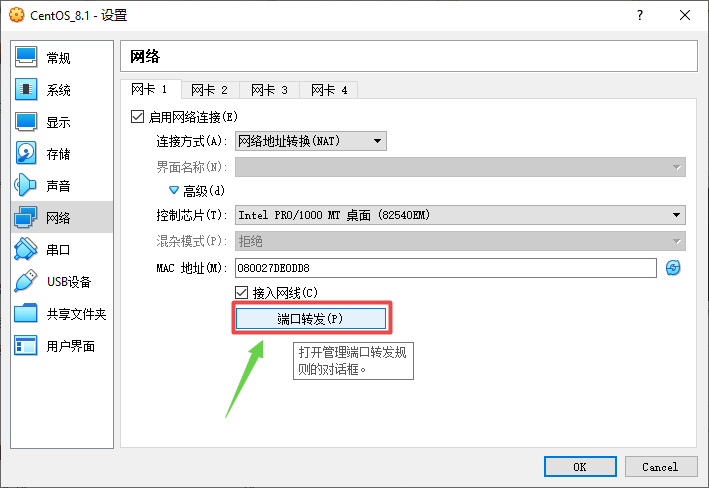 CentOS_8.1 - 设置
?
常规
系统
显示
存储
声音
网络
串口
USB设备
共享文件夹
用户界面
网络
网卡 1 网卡 2 网卡 3 网卡 4
启用网络连接(E)
连接方式(A): 网络地址转换(NAT)
界面名称(N):
高级(d)
控制芯片(T): Intel PRO/1000 MT 桌面 (82540EM)
混杂模式(P): 拒绝
MAC 地址(M): 080027DE0DD8
接入网线(C)
端口转发(P)
打开管理端口转发规
则的对话框。
OK Cancel